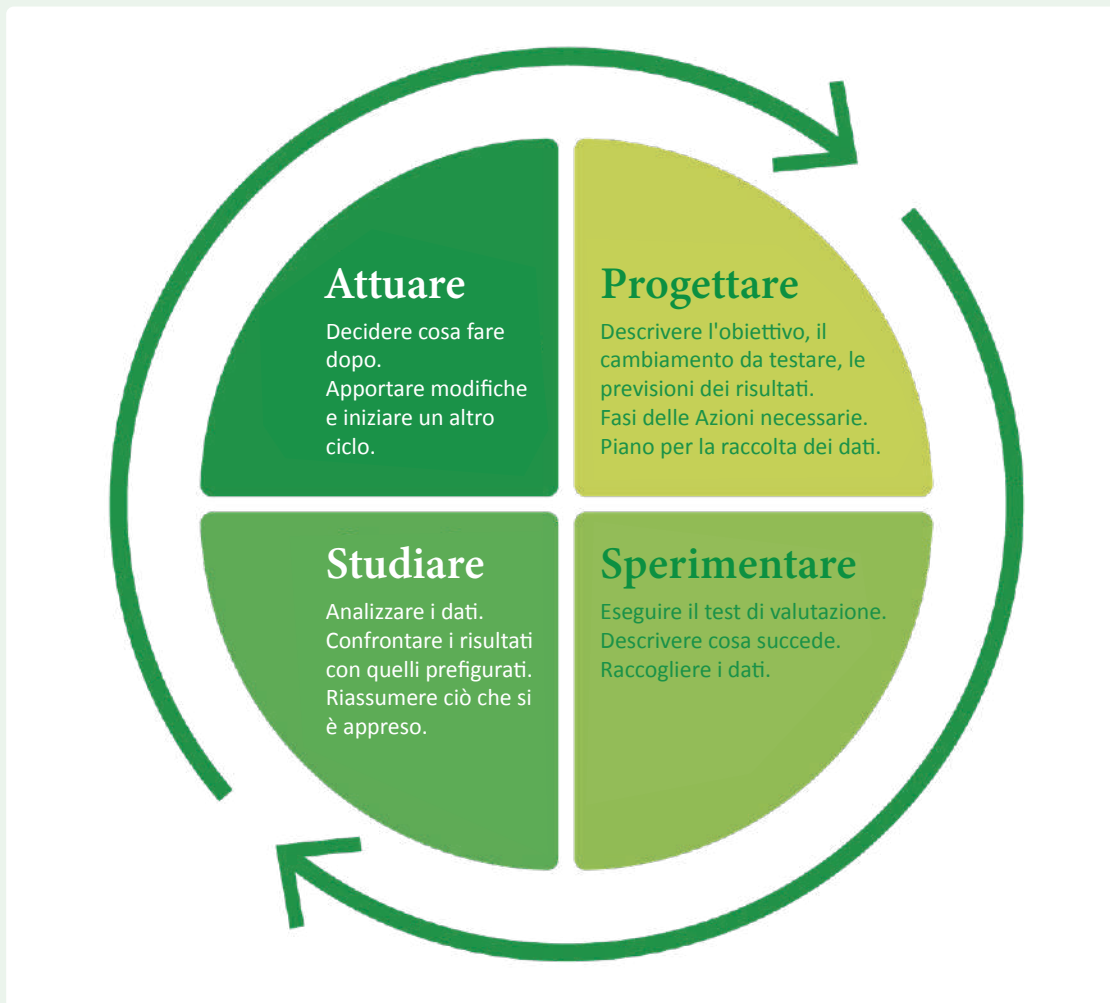 Attuare
Decidere cosa fare
dopo.
Apportare modifiche
e iniziare un altro
ciclo.
Progettare
Descrivere l'obiettivo, il
cambiamento da testare, le
previsioni dei risultati.
Fasi delle Azioni necessarie.
Piano per la raccolta dei dati.
Studiare
Analizzare i dati.
Confrontare i risultati
con quelli prefigurati.
Riassumere ciò che si
è appreso.
Sperimentare
Eseguire il test di valutazione.
Descrivere cosa succede.
Raccogliere i dati.